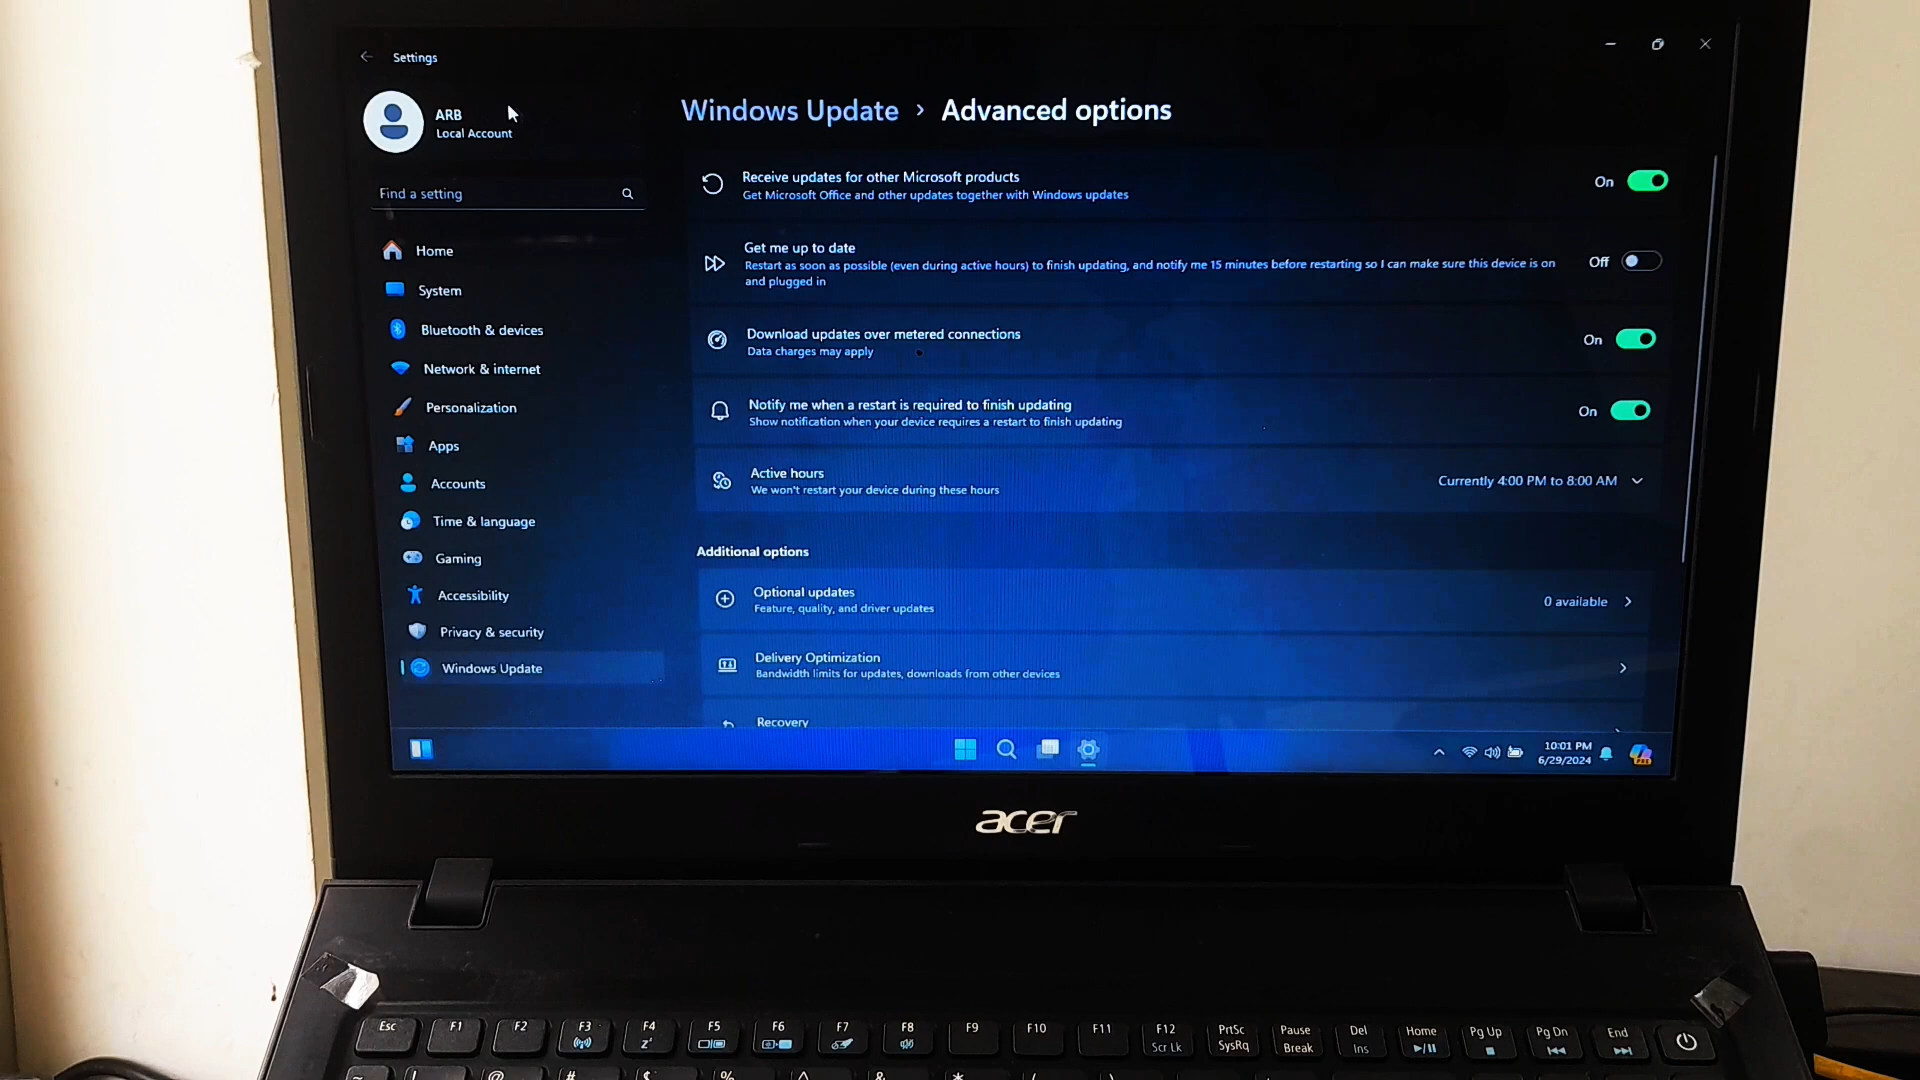 Settings
ARB
Local Account
Find a setting
Home
System
Bluetooth & devices
Network & internet
Personalization
Apps
Accounts
Time & language
Gaming
Accessibility
Privacy & security
Windows Update
Windows Update > Advanced options
Receive updates for other Microsoft products
Get Microsoft Office and other updates together with Windows updates
On
Get me up to date
Restart as soon as possible (even during active hours) to finish updating, and notify me 15 minutes before restarting so I can make sure this device is on
and plugged in
Off
Download updates over metered connections
Data charges may apply
On
Notify me when a restart is required to finish updating
Show notification when your device requires a restart to finish updating
On
Active hours
We won't restart your device during these hours
Currently 4:00 PM to 8:00 AM
Additional options
Optional updates
Feature, quality, and driver updates
0 available
Delivery Optimization
Bandwidth limits for updates, downloads from other devices
Recovery
10:01 PM
6/29/2024
PRE
acer
Esc F1 F2 F3 F4 F5 F6 F7 F8 F9 F10 F11 F12 PrtSc Pause Del Home Pg Up Pg Dn End
Scr Lk SysRq Break Ins
~ ! @ # $ % ^ & * ( )